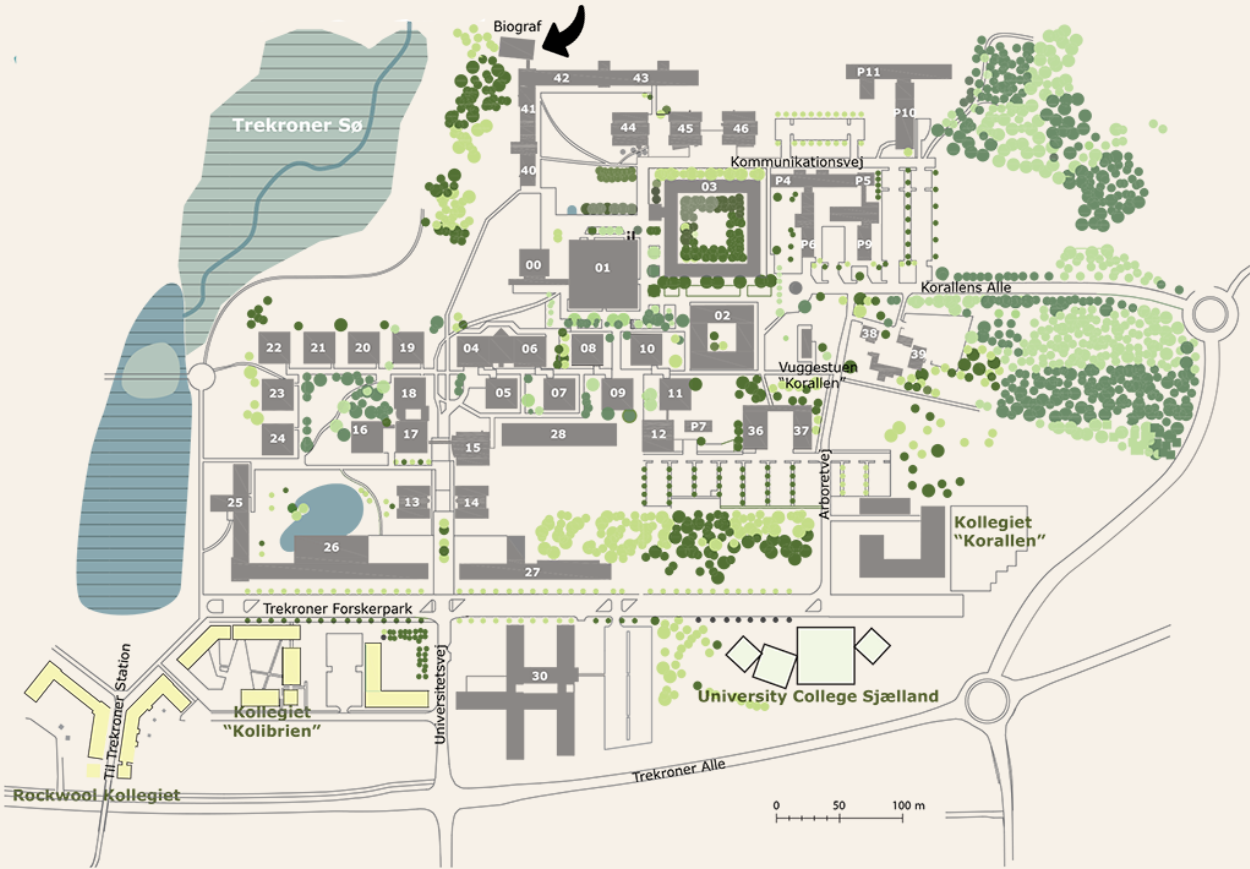 Biograf
42
43
P11
41
P10
Trekroner Sø
44
45
46
40
Kommunikationsvej
03
P4
P5
P6
P9
00
01
Korallens Alle
02
38
39
22
21
20
19
04
06
08
10
Vuggestuen
"Korallen"
23
18
05
07
09
11
24
16
17
15
28
12
P7
36
37
25
13
14
Arboretvej
26
27
Kollegiet
"Korallen"
Trekroner Forskerpark
Til Trekroner Station
Universitetsvej
30
University College Sjælland
Kollegiet
"Kolibrien"
Trekroner Alle
Rockwool Kollegiet
0 50 100 m